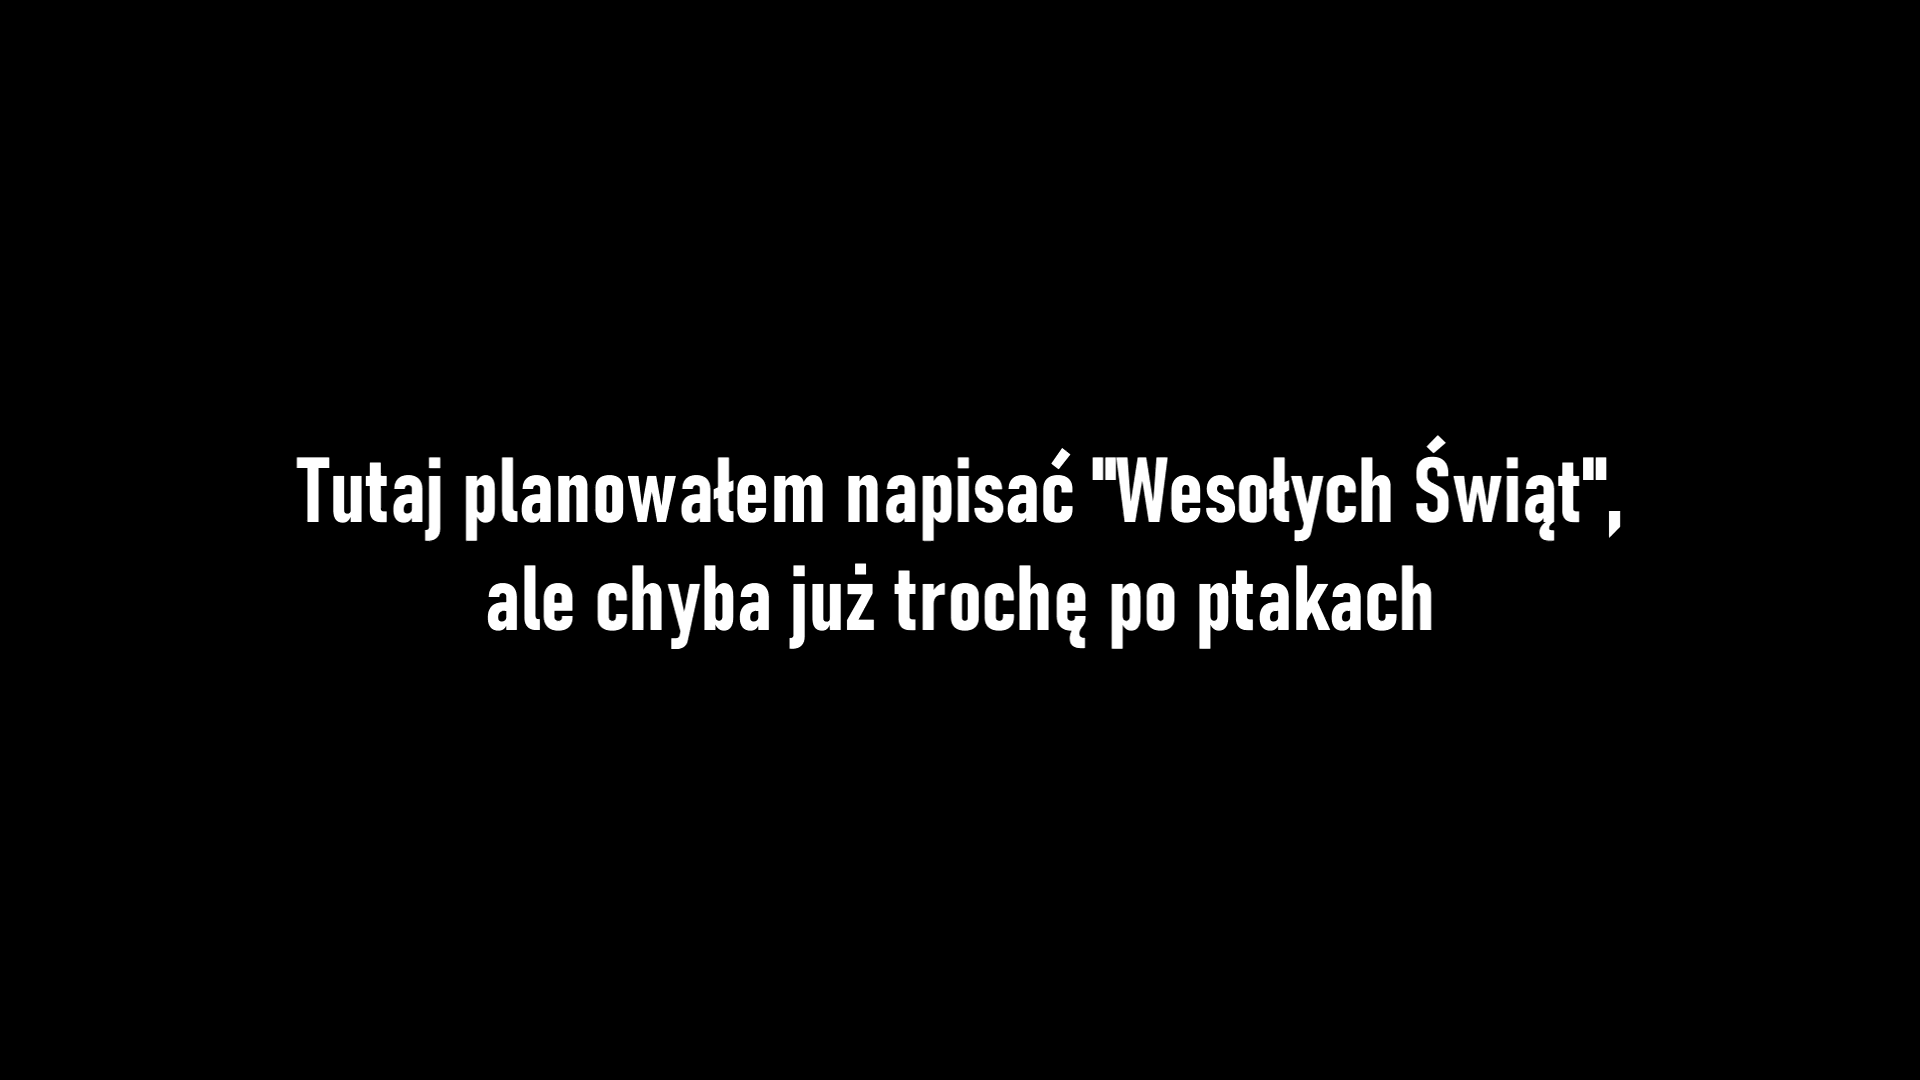 Tutaj planowałem napisać "Wesołych Świąt",
ale chyba już trochę po ptakach